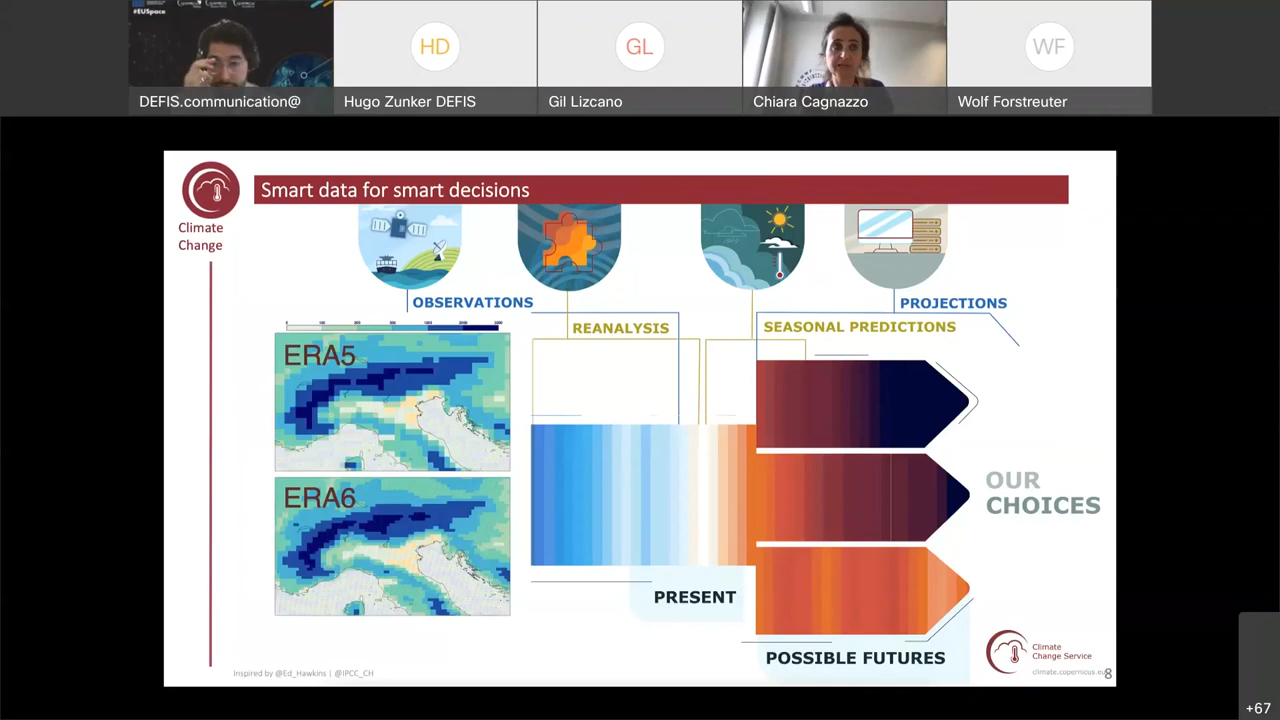 #EUSpace
HD
GL
WF
DEFIS.communication@
Hugo Zunker DEFIS
Gil Lizcano
Chiara Cagnazzo
Wolf Forstreuter
Smart data for smart decisions
Climate
Change
OBSERVATIONS
REANALYSIS
SEASONAL PREDICTIONS
PROJECTIONS
ERA5
ERA6
OUR
CHOICES
PRESENT
POSSIBLE FUTURES
Climate
Change Service
climate.copernicus.eu
8
Inspired by @Ed_Hawkins | @IPCC_CH
+67